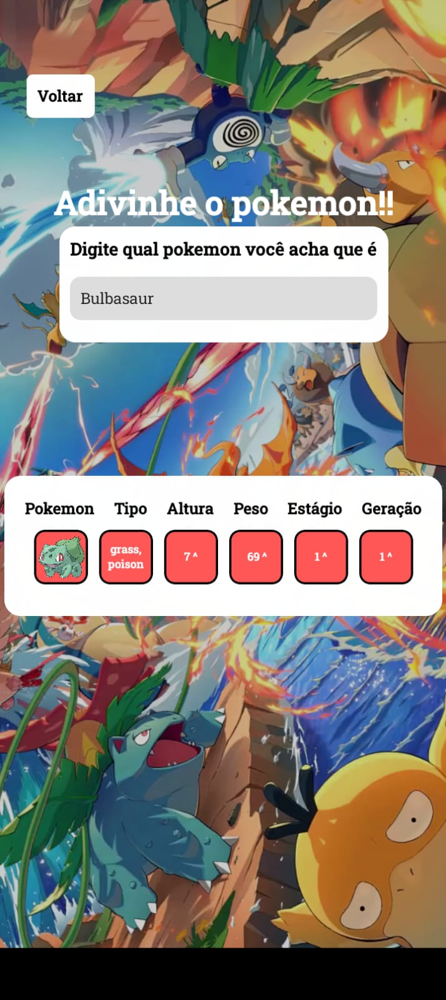 Voltar
Adivinhe o pokemon!!
Digite qual pokemon você acha que é
Bulbasaur
Pokemon Tipo Altura Peso Estágio Geração
grass,
poison
7 ^
69 ^
1 ^
1 ^